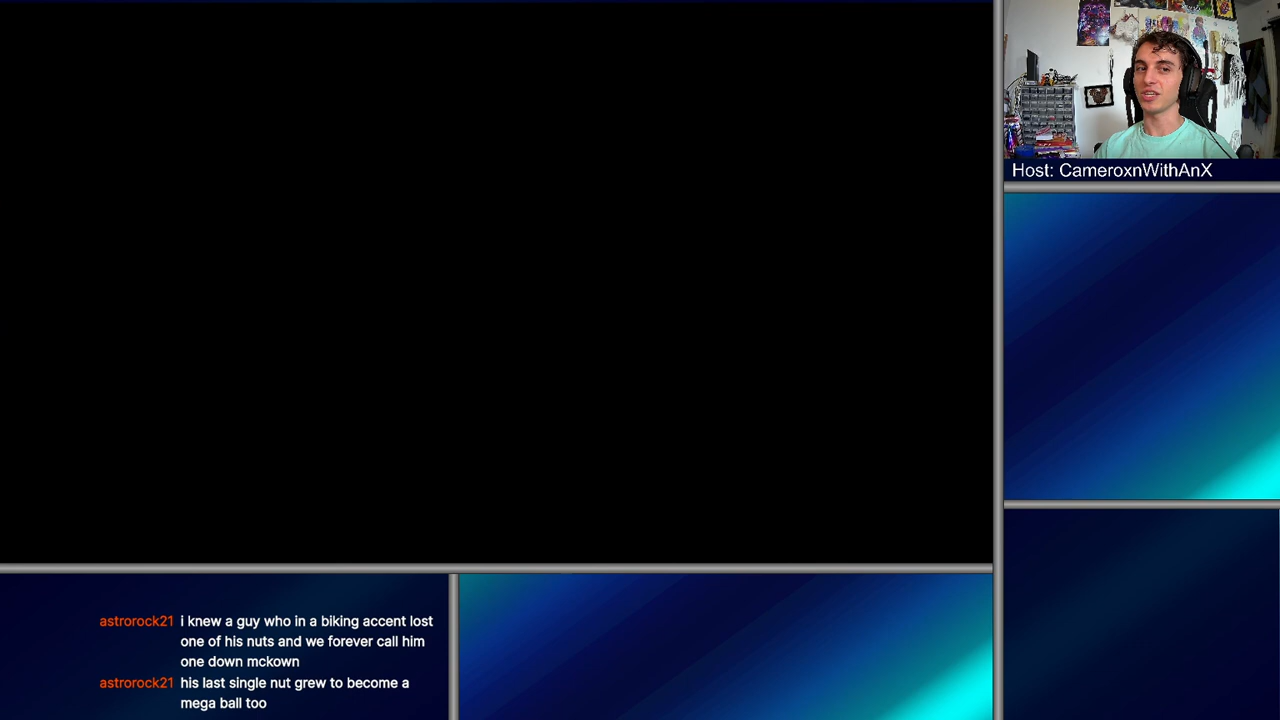 Host: CameroxnWithAnX
astrorock21 i knew a guy who in a biking accent lost
one of his nuts and we forever call him
one down mckown
astrorock21 his last single nut grew to become a
mega ball too